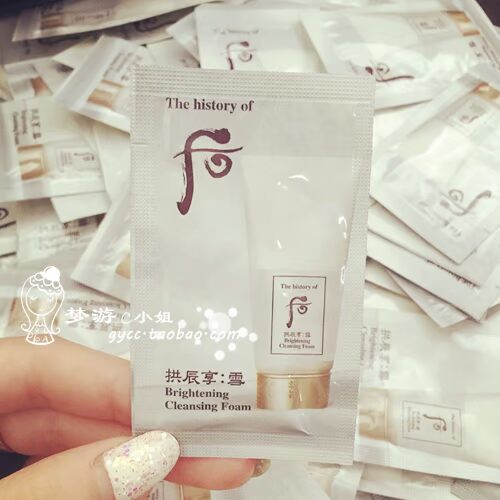 The history of
后
The history of
后
拱辰享:雪
Brightening
Cleansing Foam
拱辰享:雪
Brightening
Cleansing Foam
梦游c小姐
gycc.taobao.com